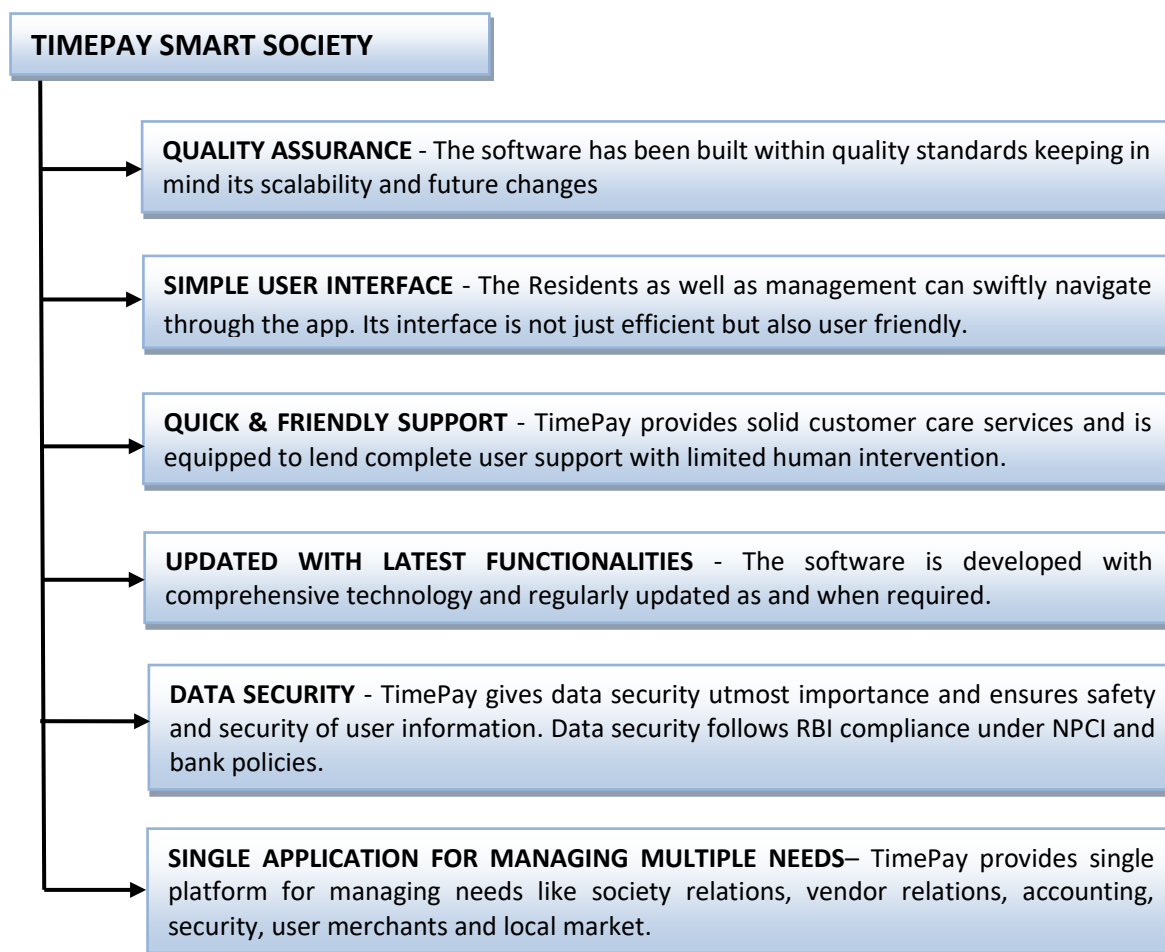 TIMEPAY SMART SOCIETY
QUALITY ASSURANCE - The software has been built within quality standards keeping in
mind its scalability and future changes
SIMPLE USER INTERFACE - The Residents as well as management can swiftly navigate
through the app. Its interface is not just efficient but also user friendly.
QUICK & FRIENDLY SUPPORT - TimePay provides solid customer care services and is
equipped to lend complete user support with limited human intervention.
UPDATED WITH LATEST FUNCTIONALITIES - The software is developed with
comprehensive technology and regularly updated as and when required.
DATA SECURITY - TimePay gives data security utmost importance and ensures safety
and security of user information. Data security follows RBI compliance under NPCI and
bank policies.
SINGLE APPLICATION FOR MANAGING MULTIPLE NEEDS– TimePay provides single
platform for managing needs like society relations, vendor relations, accounting,
security, user merchants and local market.